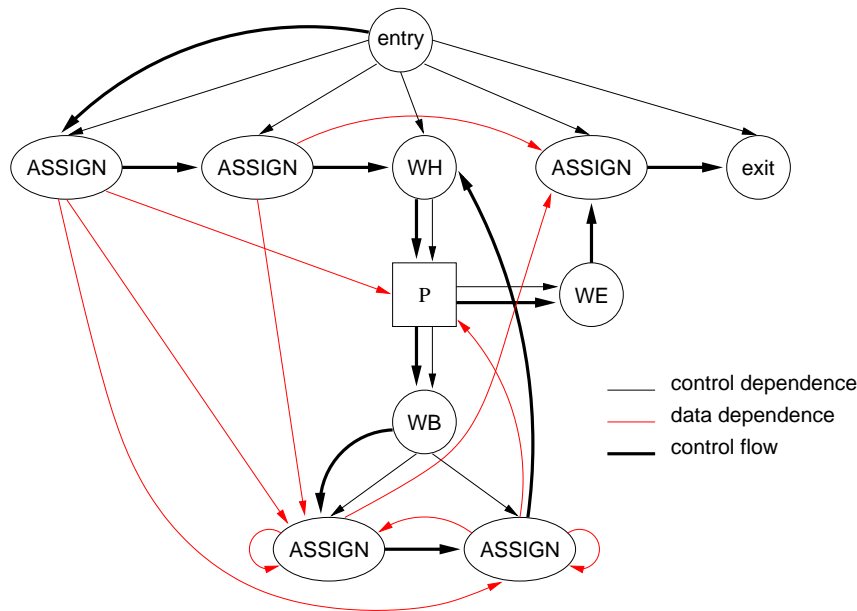 entry
ASSIGN
ASSIGN
WH
ASSIGN
exit
P
WE
control dependence
data dependence
control flow
WB
ASSIGN
ASSIGN